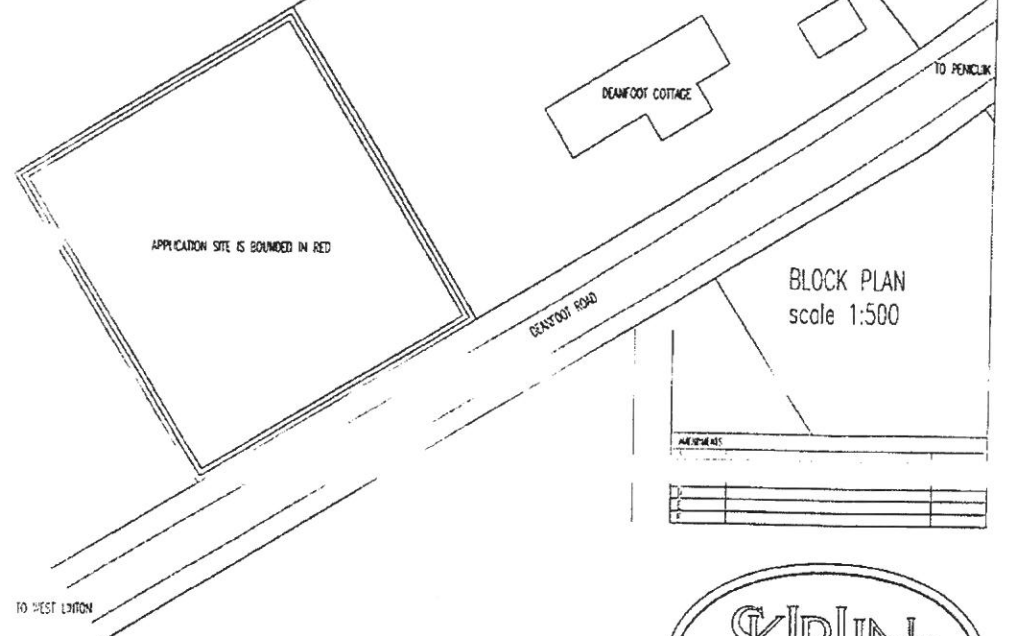 TO PENICUIK
DEANFOOT COTTAGE
APPLICATION SITE IS BOUNDED IN RED
BLOCK PLAN
scale 1:500
DEANFOOT ROAD
AMENDMENTS
TO WEST LINTON